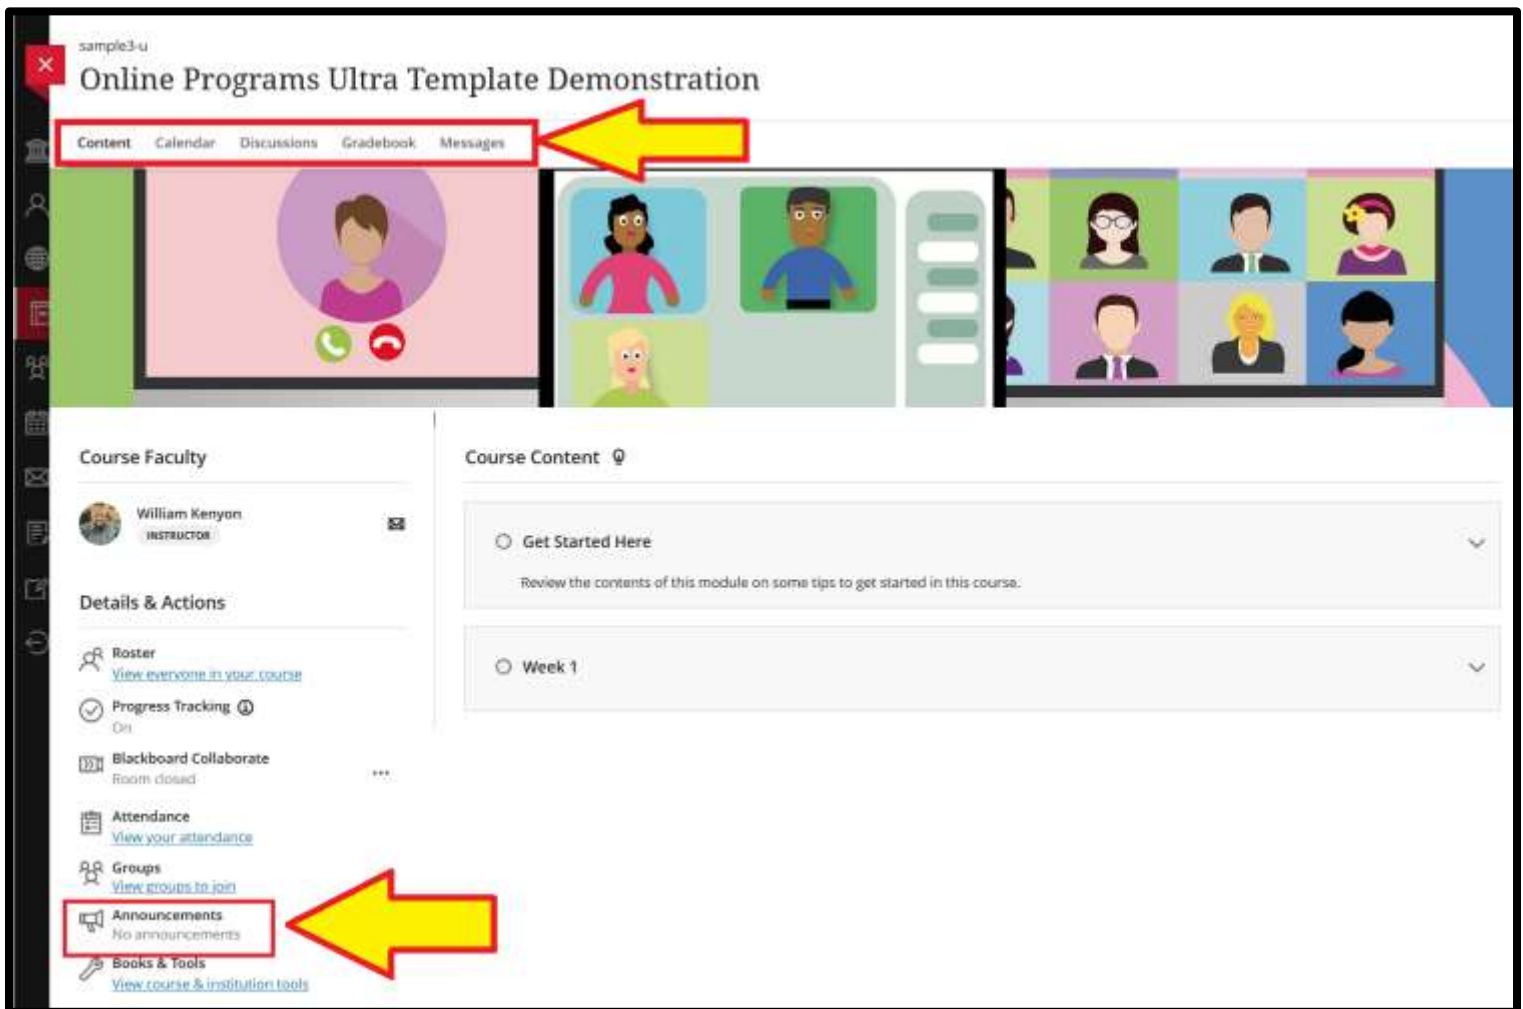 sample3-u
Online Programs Ultra Template Demonstration
Content Calendar Discussions Gradebook Messages
Course Faculty
William Kenyon
INSTRUCTOR
Details & Actions
Roster
View everyone in your course
Progress Tracking
On
Blackboard Collaborate
Room closed
Attendance
View your attendance
Groups
View groups to join
Announcements
No announcements
Books & Tools
View course & institution tools
Course Content
Get Started Here
Review the contents of this module on some tips to get started in this course.
Week 1